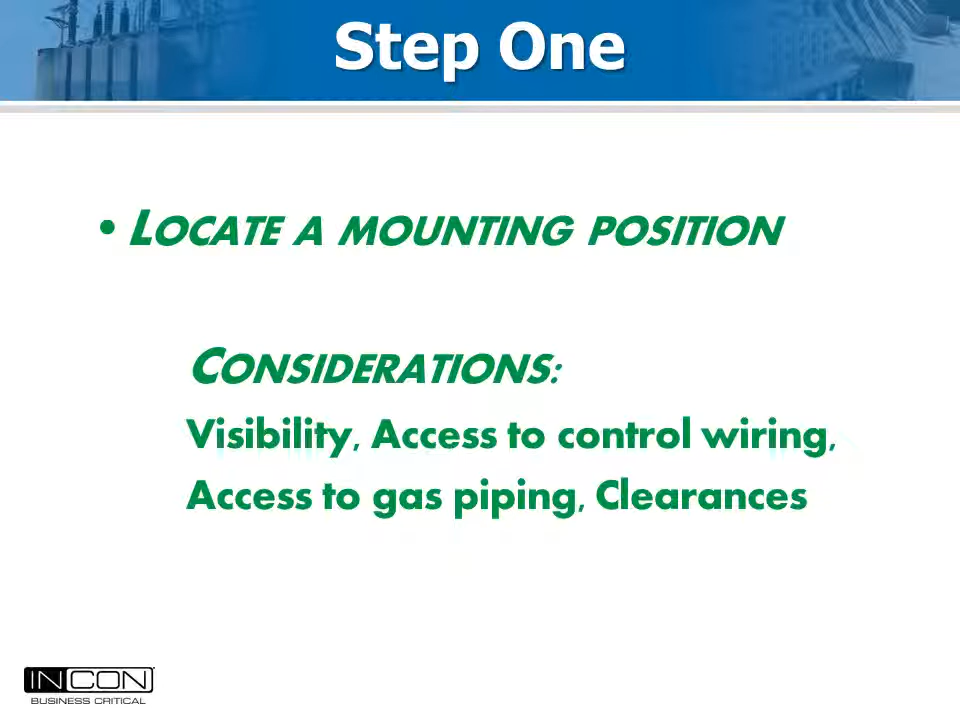 Step One
• LOCATE A MOUNTING POSITION
CONSIDERATIONS:
Visibility, Access to control wiring,
Access to gas piping, Clearances
INCON
BUSINESS CRITICAL